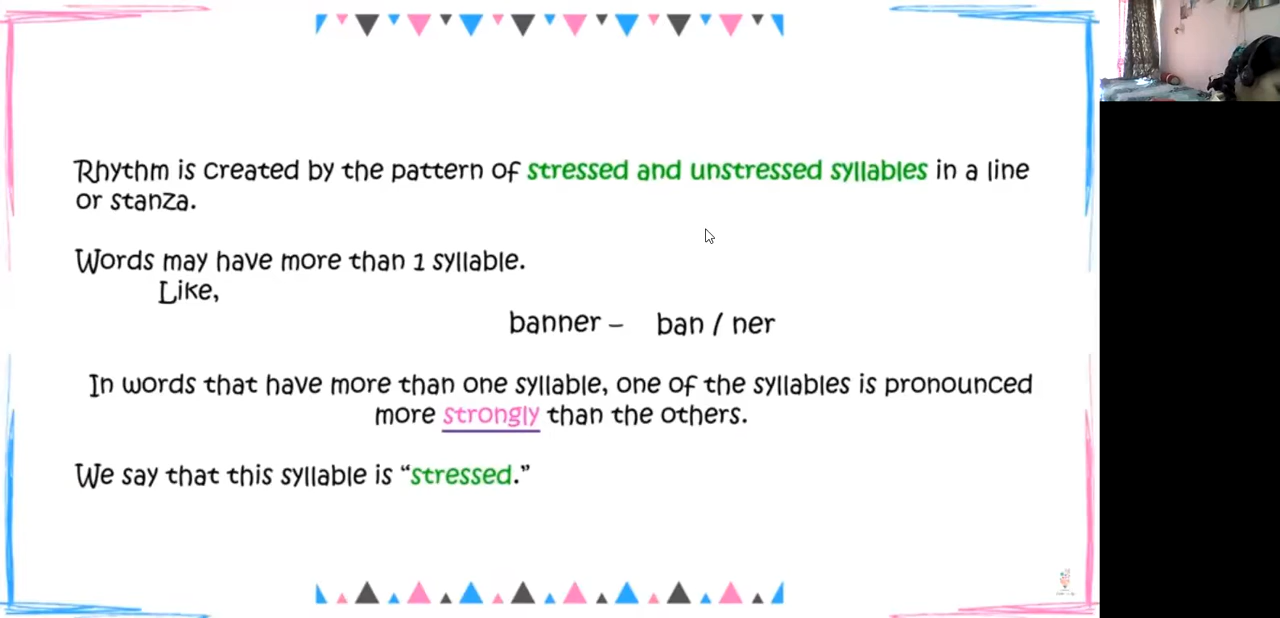 Rhythm is created by the pattern of stressed and unstressed syllables in a line
or stanza.
Words may have more than 1 syllable.
Like,
banner – ban / ner
In words that have more than one syllable, one of the syllables is pronounced
more strongly than the others.
We say that this syllable is “stressed.”